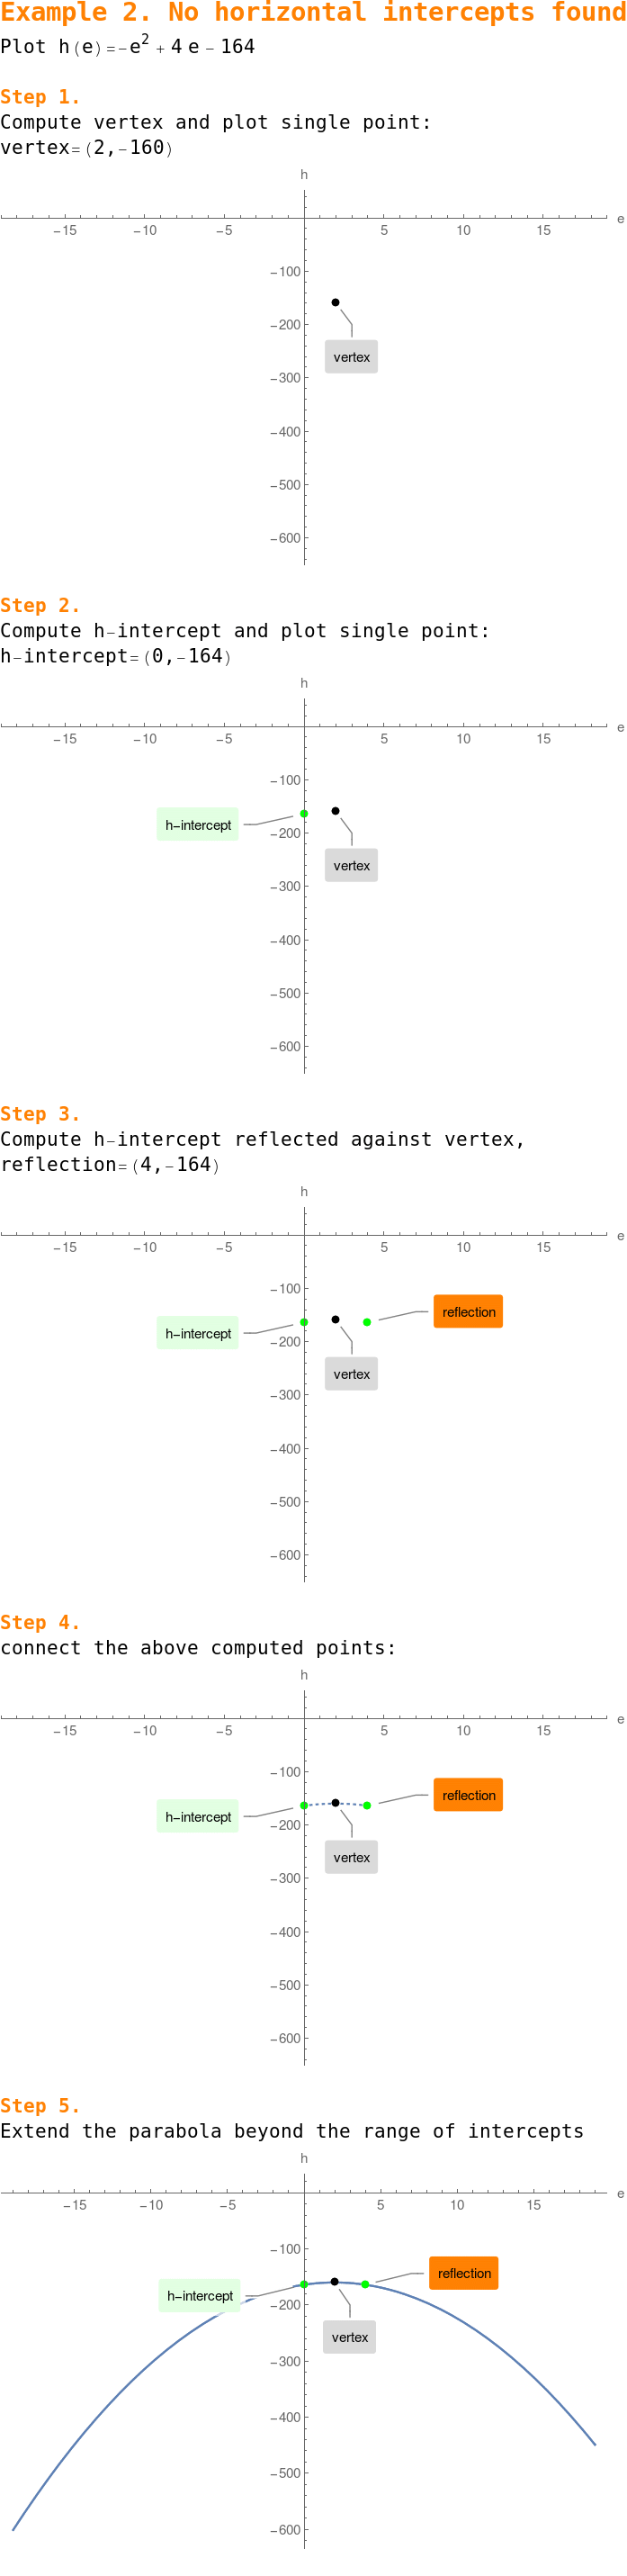 Example 2. No horizontal intercepts found
Plot h(e)=-e² + 4 e - 164
Step 1.
Compute vertex and plot single point:
vertex=(2,-160)
h
e
-15 -10 -5 5 10 15
-100
-200
vertex
-300
-400
-500
-600
Step 2.
Compute h-intercept and plot single point:
h-intercept=(0,-164)
h
e
-15 -10 -5 5 10 15
-100
h-intercept
-200
vertex
-300
-400
-500
-600
Step 3.
Compute h-intercept reflected against vertex,
reflection=(4,-164)
h
e
-15 -10 -5 5 10 15
-100
reflection
h-intercept
-200
vertex
-300
-400
-500
-600
Step 4.
connect the above computed points:
h
e
-15 -10 -5 5 10 15
-100
reflection
h-intercept
-200
vertex
-300
-400
-500
-600
Step 5.
Extend the parabola beyond the range of intercepts
h
e
-15 -10 -5 5 10 15
-100
reflection
h-intercept
-200
vertex
-300
-400
-500
-600